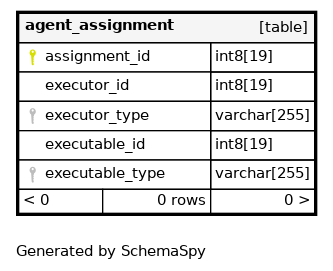 agent_assignment [table]
assignment_id int8[19]
executor_id int8[19]
executor_type varchar[255]
executable_id int8[19]
executable_type varchar[255]
< 0 0 rows 0 >
Generated by SchemaSpy